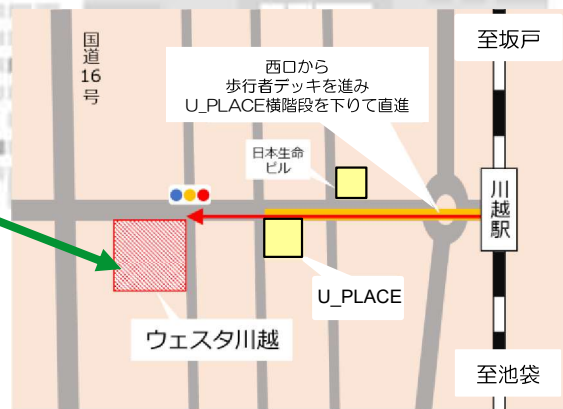 国道16号
至坂戸
西口から
歩行者デッキを進み
U_PLACE横階段を下りて直進
日本生命
ビル
川越駅
U_PLACE
ウェスタ川越
至池袋